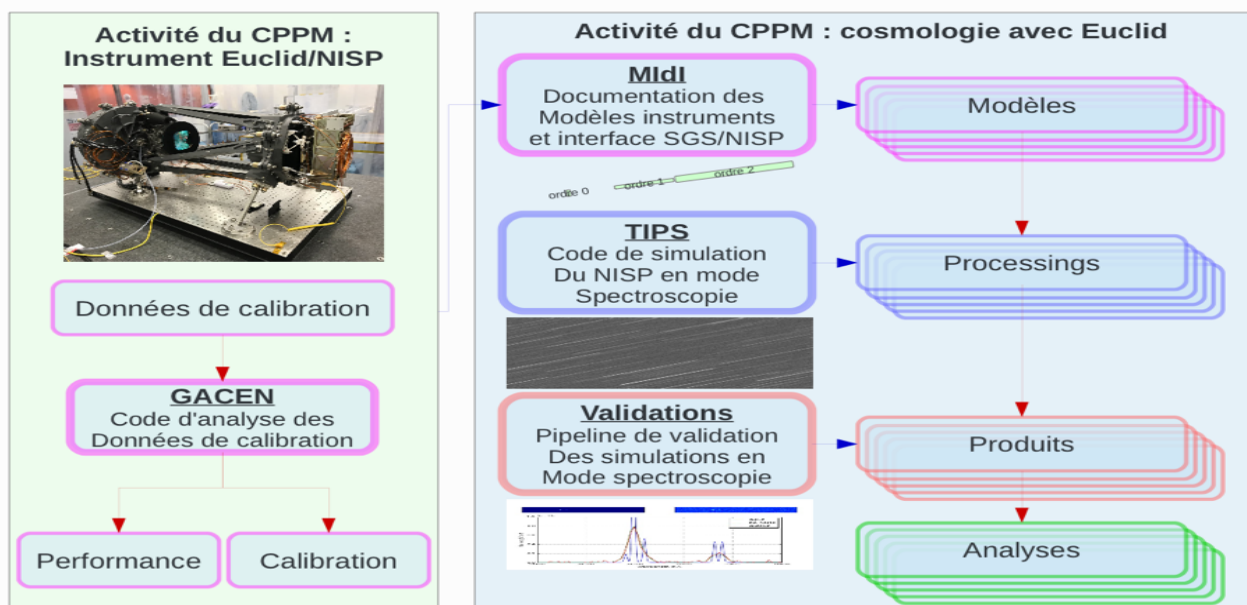 Activité du CPPM :
Instrument Euclid/NISP
Données de calibration
GACEN
Code d'analyse des
Données de calibration
Performance
Calibration
Activité du CPPM : cosmologie avec Euclid
MIdI
Documentation des
Modèles instruments
et interface SGS/NISP
Modèles
ordre 0
ordre 1
ordre 2
TIPS
Code de simulation
Du NISP en mode
Spectroscopie
Processings
Validations
Pipeline de validation
Des simulations en
Mode spectroscopie
Produits
Analyses